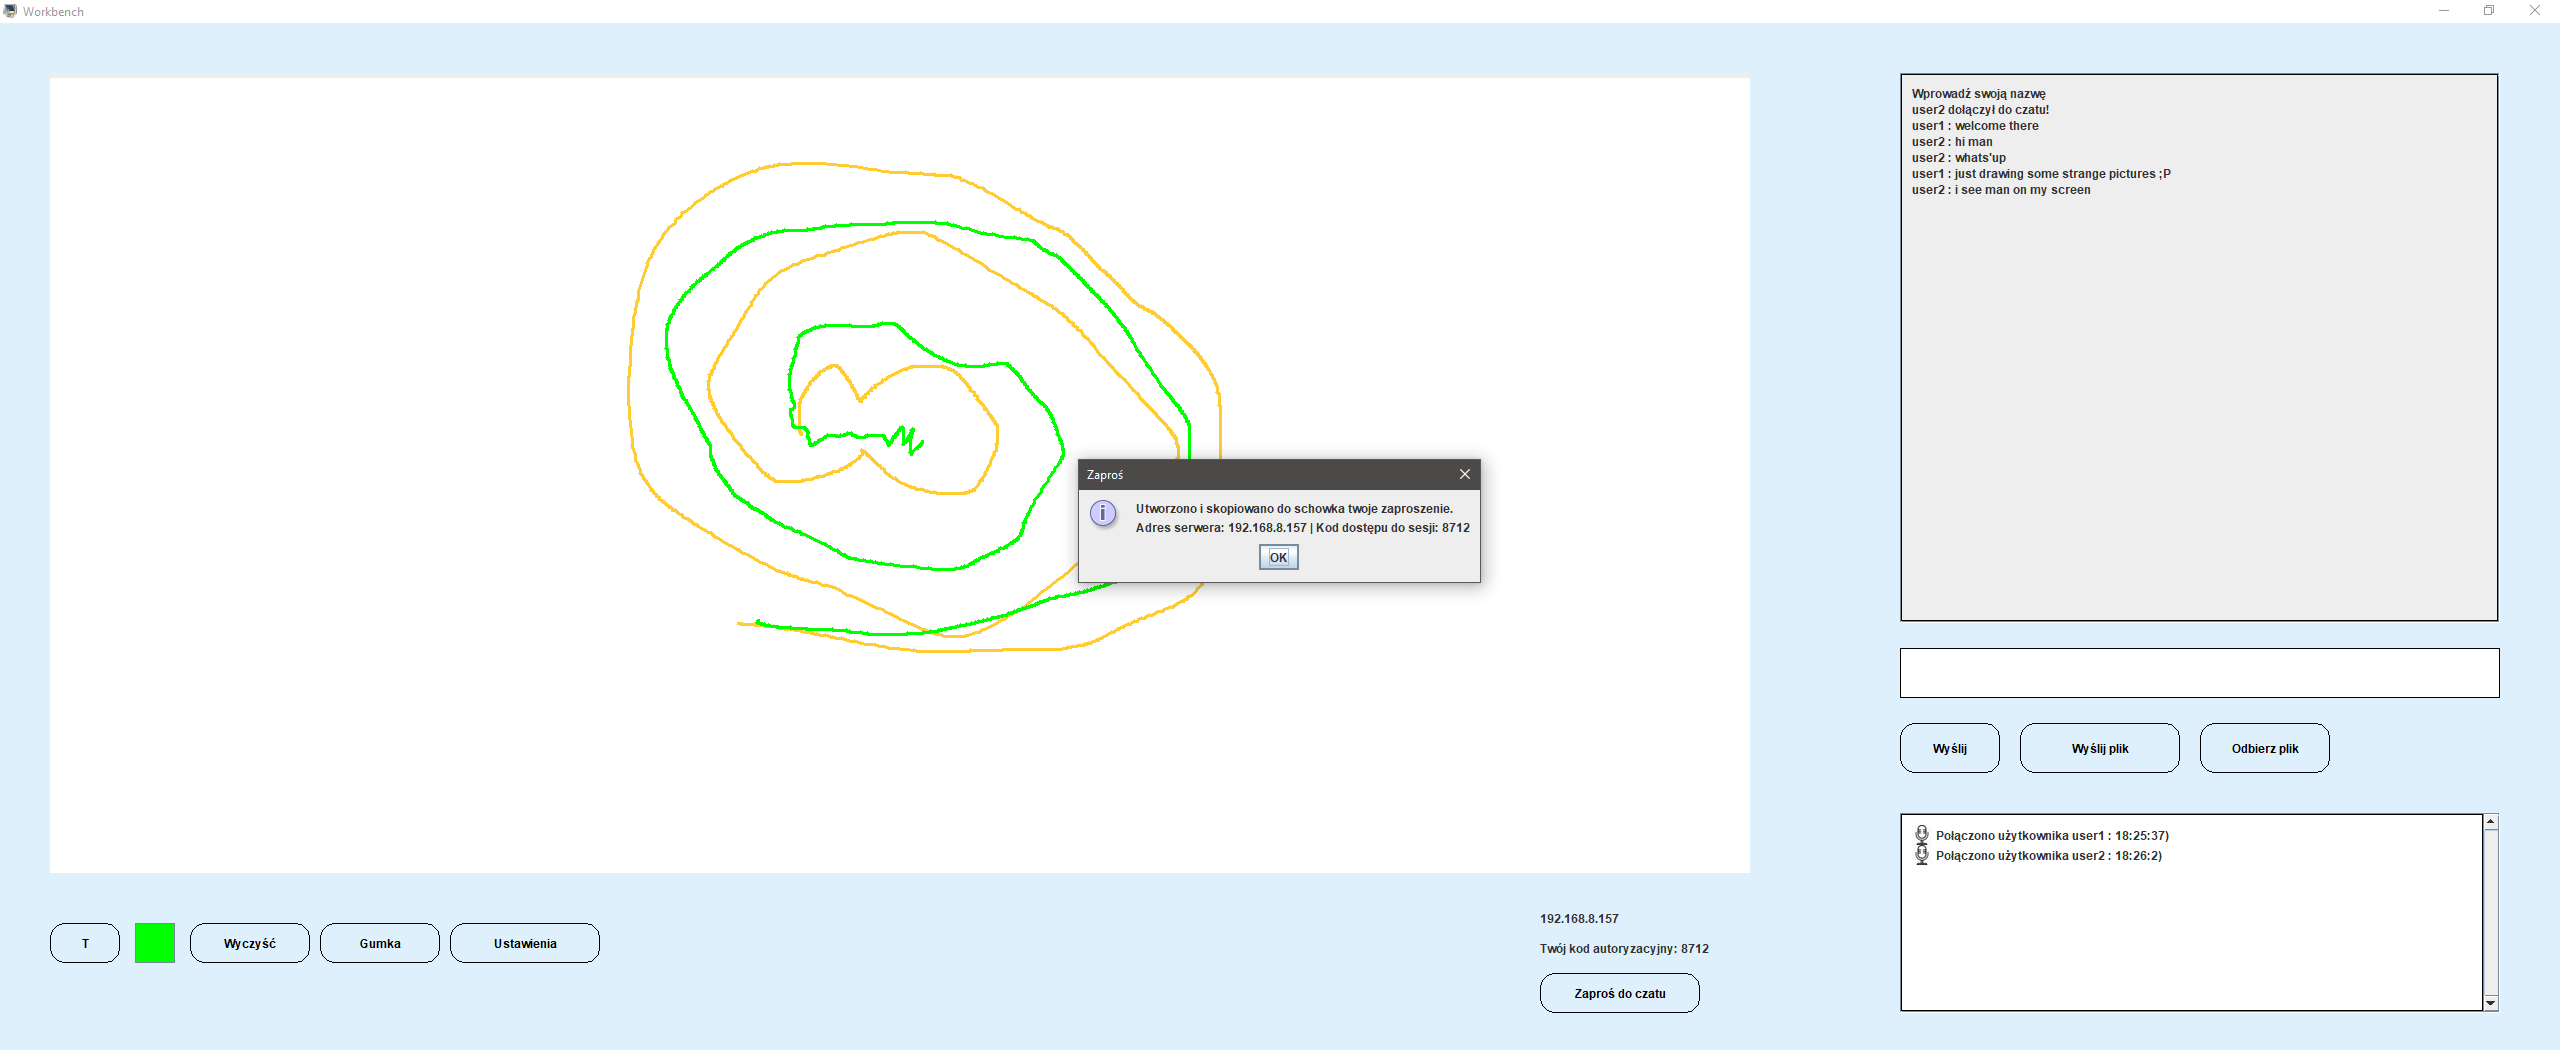 Workbench
Wprowadź swoją nazwę
user2 dołączył do czatu!
user1 : welcome there
user2 : hi man
user2 : whats'up
user1 : just drawing some strange pictures ;P
user2 : i see man on my screen
Zaproś
Utworzono i skopiowano do schowka twoje zaproszenie.
Adres serwera: 192.168.8.157 | Kod dostępu do sesji: 8712
OK
Wyślij
Wyślij plik
Odbierz plik
Połączono użytkownika user1 : 18:25:37)
Połączono użytkownika user2 : 18:26:2)
T
Wyczyść
Gumka
Ustawienia
192.168.8.157
Twój kod autoryzacyjny: 8712
Zaproś do czatu